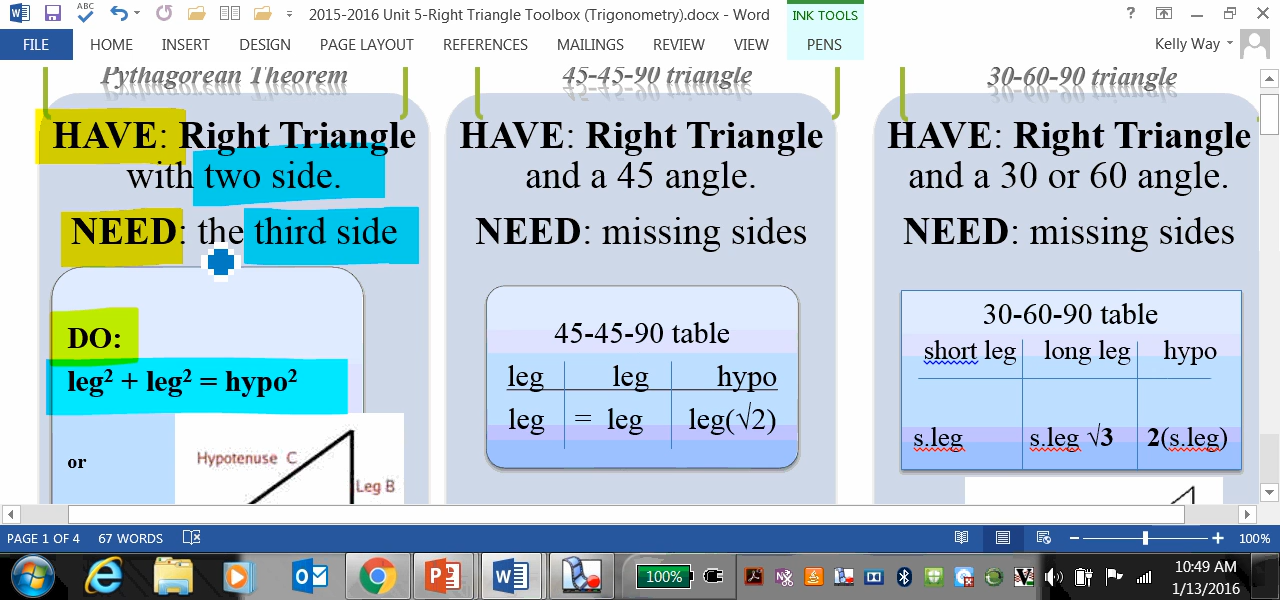 ABC
2015-2016 Unit 5-Right Triangle Toolbox (Trigonometry).docx - Word
INK TOOLS
?
FILE HOME INSERT DESIGN PAGE LAYOUT REFERENCES MAILINGS REVIEW VIEW PENS
Kelly Way
Pythagorean Theorem
HAVE: Right Triangle
with two side.
NEED: the third side
DO:
leg² + leg² = hypo²
or
Hypotenuse C
Leg B
45-45-90 triangle
HAVE: Right Triangle
and a 45 angle.
NEED: missing sides
45-45-90 table
leg leg hypo
leg = leg leg(√2)
30-60-90 triangle
HAVE: Right Triangle
and a 30 or 60 angle.
NEED: missing sides
30-60-90 table
short leg long leg hypo
s.leg s.leg √3 2(s.leg)
PAGE 1 OF 4 67 WORDS
100%
100%
10:49 AM
1/13/2016